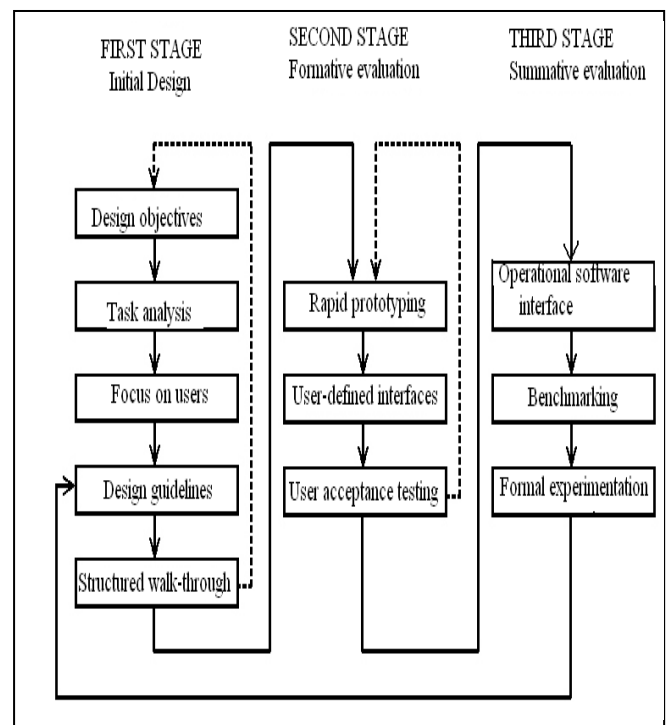 FIRST STAGE
Initial Design
SECOND STAGE
Formative evaluation
THIRD STAGE
Summative evaluation
Design objectives
Task analysis
Focus on users
Design guidelines
Structured walk-through
Rapid prototyping
User-defined interfaces
User acceptance testing
Operational software
interface
Benchmarking
Formal experimentation